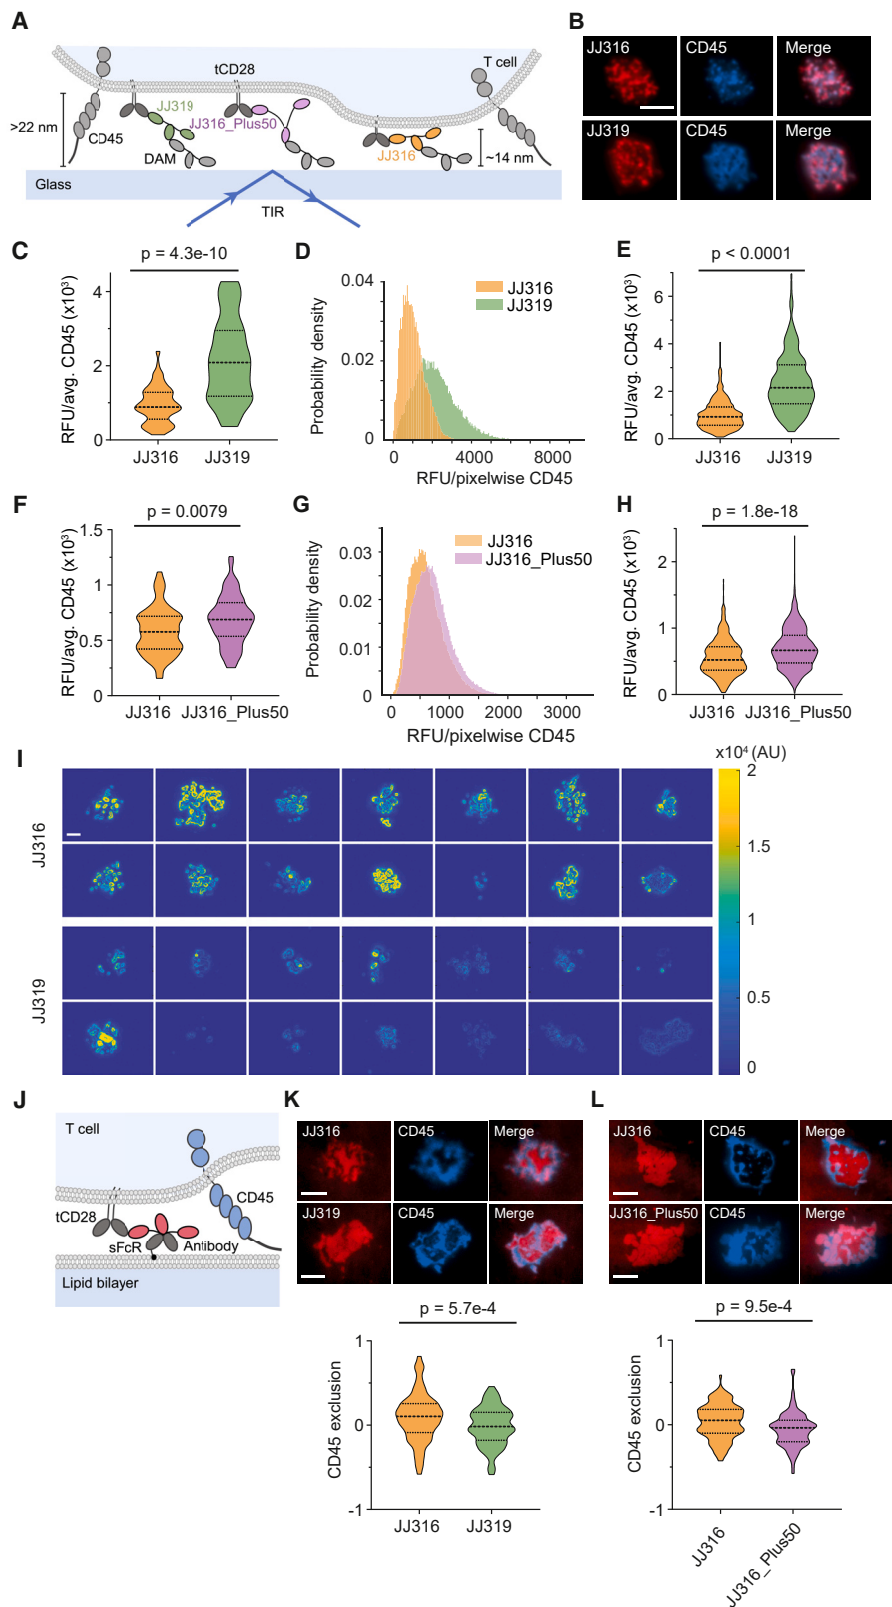 A
tCD28
T cell
JJ319
JJ316_Plus50
>22 nm
CD45
DAM
JJ316
~14 nm
Glass
TIR
B
JJ316
CD45
Merge
JJ319
CD45
Merge
C
p = 4.3e-10
RFU/avg. CD45 (x10³)
4
2
0
JJ316
JJ319
D
Probability density
0.04
0.02
0
JJ316
JJ319
0
4000
8000
RFU/pixelwise CD45
E
p < 0.0001
RFU/avg. CD45 (x10³)
6
4
2
0
JJ316
JJ319
F
p = 0.0079
RFU/avg. CD45 (x10³)
1.5
1
0.5
0
JJ316
JJ316_Plus50
G
Probability density
0.03
0.02
0.01
0
JJ316
JJ316_Plus50
0
1000
2000
3000
RFU/pixelwise CD45
H
p = 1.8e-18
RFU/avg. CD45 (x10³)
2
1
0
JJ316
JJ316_Plus50
I
x10⁴ (AU)
JJ316
JJ319
2
1.5
1
0.5
0
J
T cell
CD45
tCD28
sFcR
Antibody
Lipid bilayer
K
JJ316
CD45
Merge
JJ319
CD45
Merge
p = 5.7e-4
CD45 exclusion
1
0
-1
JJ316
JJ319
L
JJ316
CD45
Merge
JJ316_Plus50
CD45
Merge
p = 9.5e-4
CD45 exclusion
1
0
-1
JJ316
JJ316_Plus50